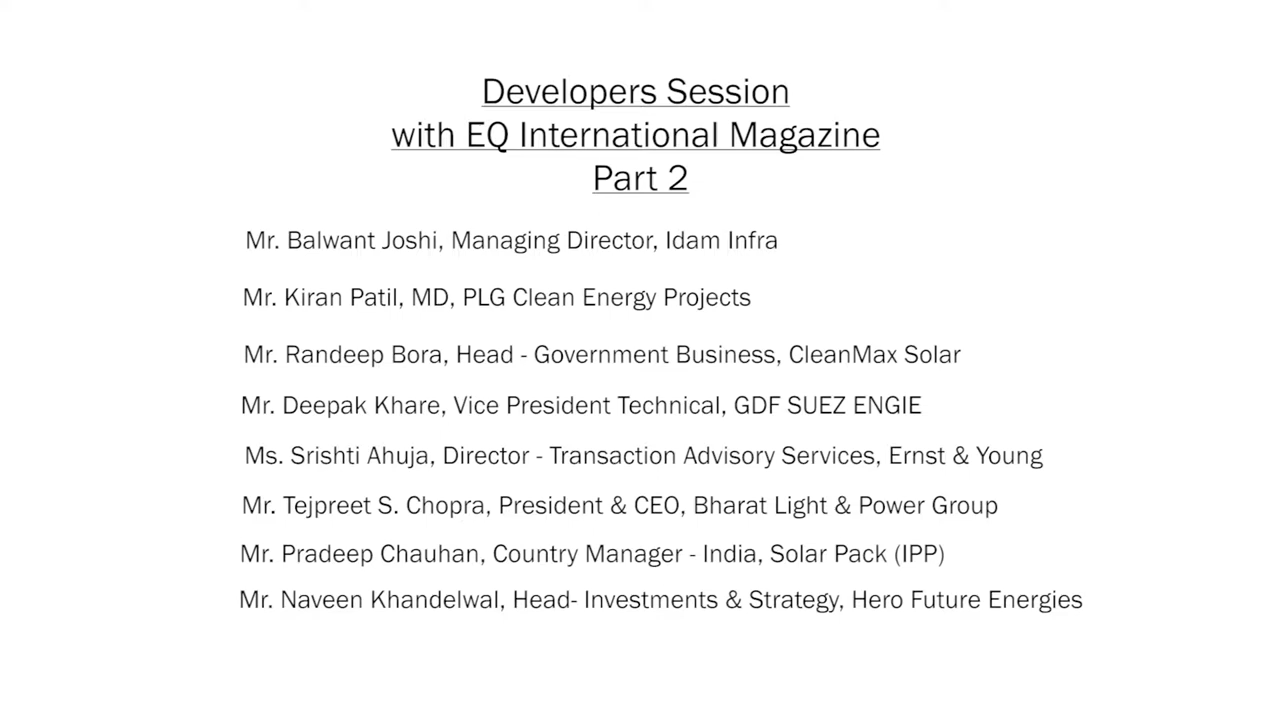 Developers Session
with EQ International Magazine
Part 2
Mr. Balwant Joshi, Managing Director, Idam Infra
Mr. Kiran Patil, MD, PLG Clean Energy Projects
Mr. Randeep Bora, Head - Government Business, CleanMax Solar
Mr. Deepak Khare, Vice President Technical, GDF SUEZ ENGIE
Ms. Srishti Ahuja, Director - Transaction Advisory Services, Ernst & Young
Mr. Tejpreet S. Chopra, President & CEO, Bharat Light & Power Group
Mr. Pradeep Chauhan, Country Manager - India, Solar Pack (IPP)
Mr. Naveen Khandelwal, Head- Investments & Strategy, Hero Future Energies